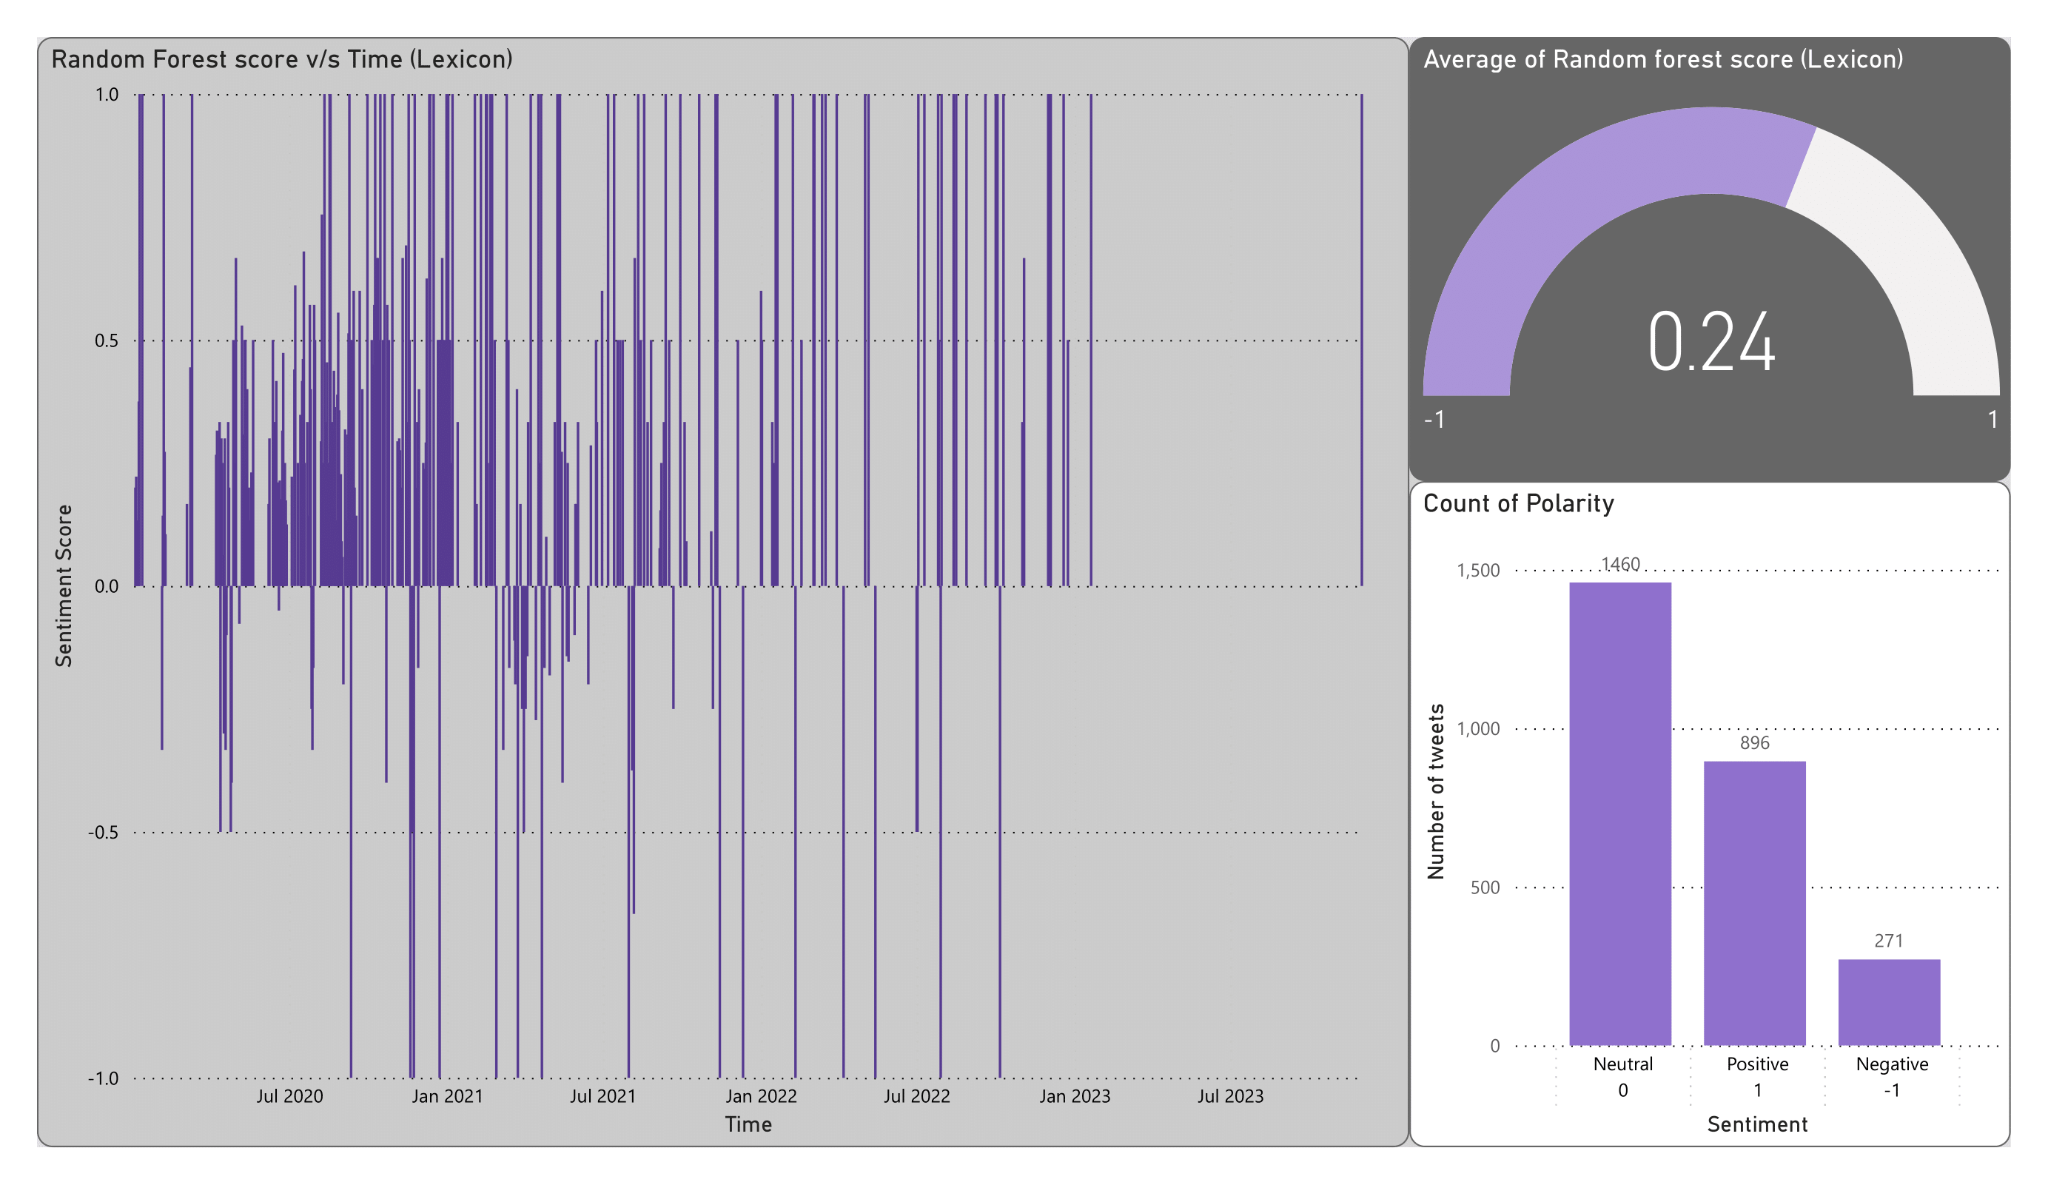 Random Forest score v/s Time (Lexicon)
1.0
0.5
0.0
-0.5
-1.0
Sentiment Score
Jul 2020 Jan 2021 Jul 2021 Jan 2022 Jul 2022 Jan 2023 Jul 2023
Time
Average of Random forest score (Lexicon)
0.24
-1 1
Count of Polarity
1,500
1,000
500
0
Number of tweets
1460
896
271
Neutral Positive Negative
0 1 -1
Sentiment